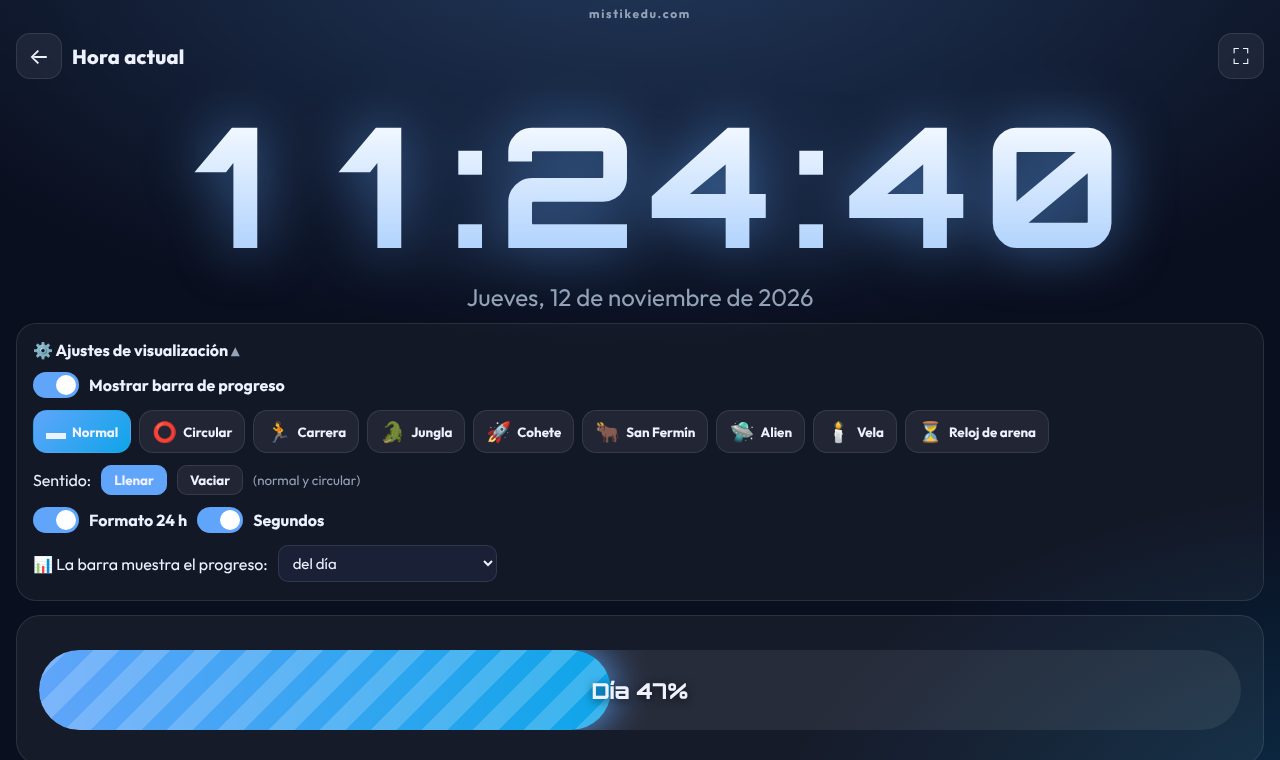 mistikedu.com
Hora actual
11:24:40
Jueves, 12 de noviembre de 2026
Ajustes de visualización ▴
Mostrar barra de progreso
Normal Circular Carrera Jungla Cohete San Fermín Alien Vela Reloj de arena
Sentido: Llenar Vaciar (normal y circular)
Formato 24 h Segundos
La barra muestra el progreso: del día
Día 47%